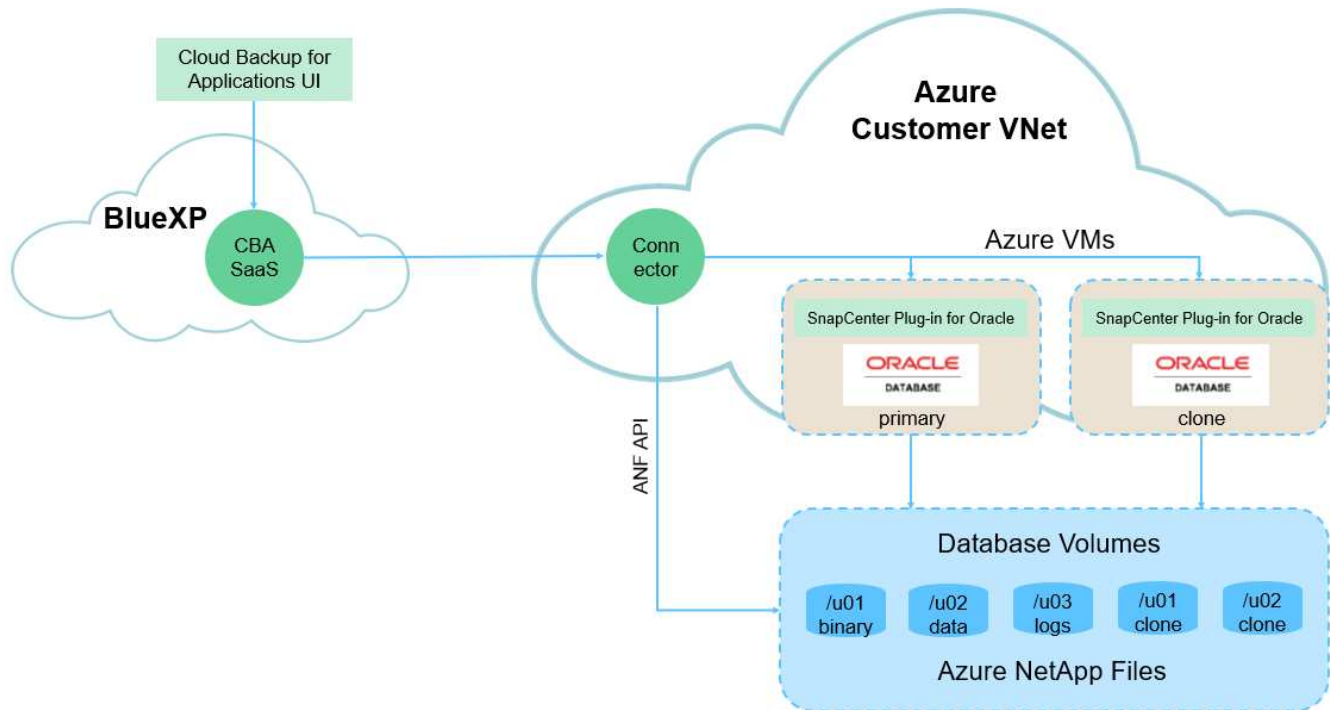 Cloud Backup for
Applications UI
BlueXP
CBA
SaaS
Azure
Customer VNet
Conn
ector
Azure VMs
SnapCenter Plug-in for Oracle
ORACLE
DATABASE
primary
SnapCenter Plug-in for Oracle
ORACLE
DATABASE
clone
ANF API
Database Volumes
/u01
binary
/u02
data
/u03
logs
/u01
clone
/u02
clone
Azure NetApp Files